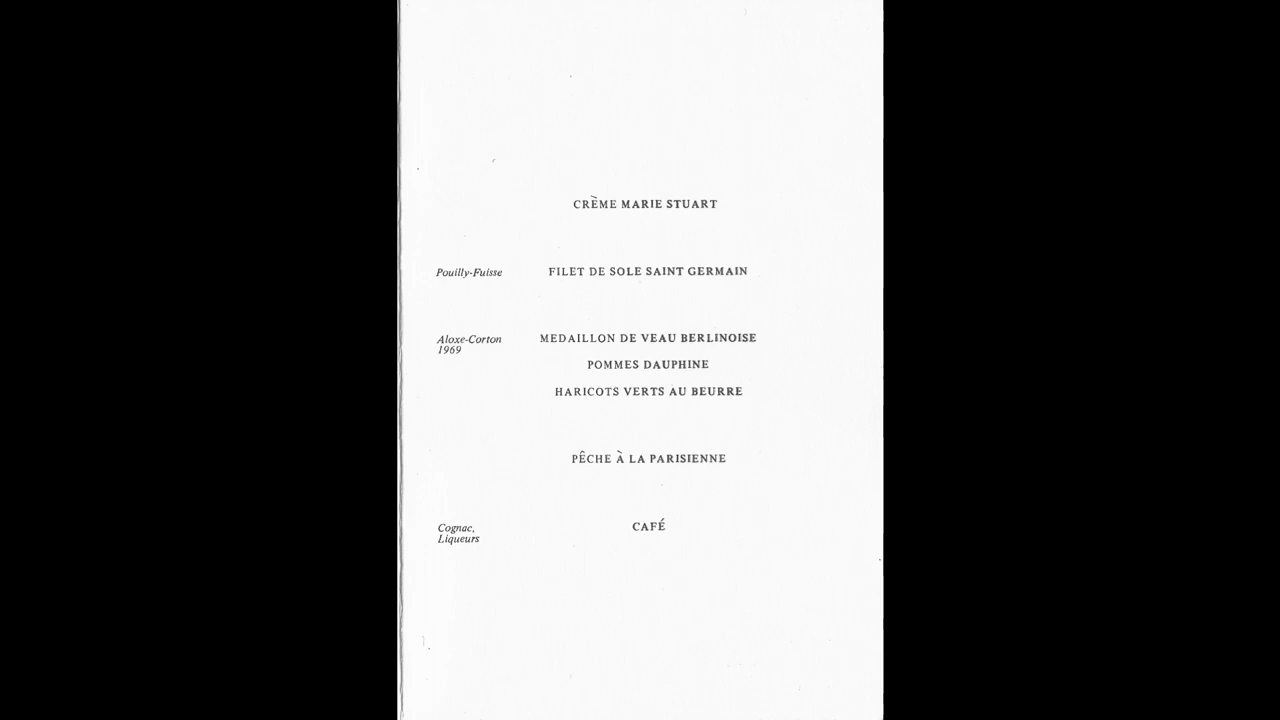 CRÈME MARIE STUART
Pouilly-Fuisse
FILET DE SOLE SAINT GERMAIN
Aloxe-Corton
1969
MEDAILLON DE VEAU BERLINOISE
POMMES DAUPHINE
HARICOTS VERTS AU BEURRE
PÊCHE À LA PARISIENNE
Cognac,
Liqueurs
CAFÉ